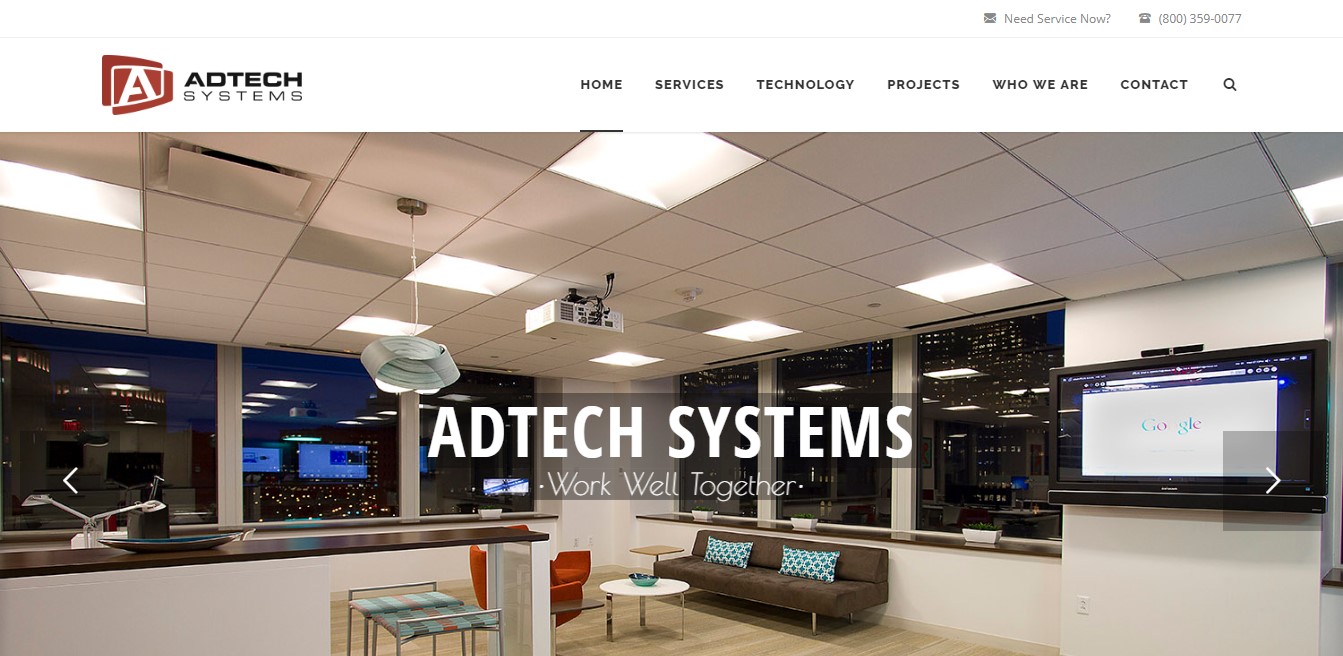 Need Service Now? (800) 359-0077
ADTECH
SYSTEMS
HOME SERVICES TECHNOLOGY PROJECTS WHO WE ARE CONTACT
ADTECH SYSTEMS
·Work Well Together·
Google